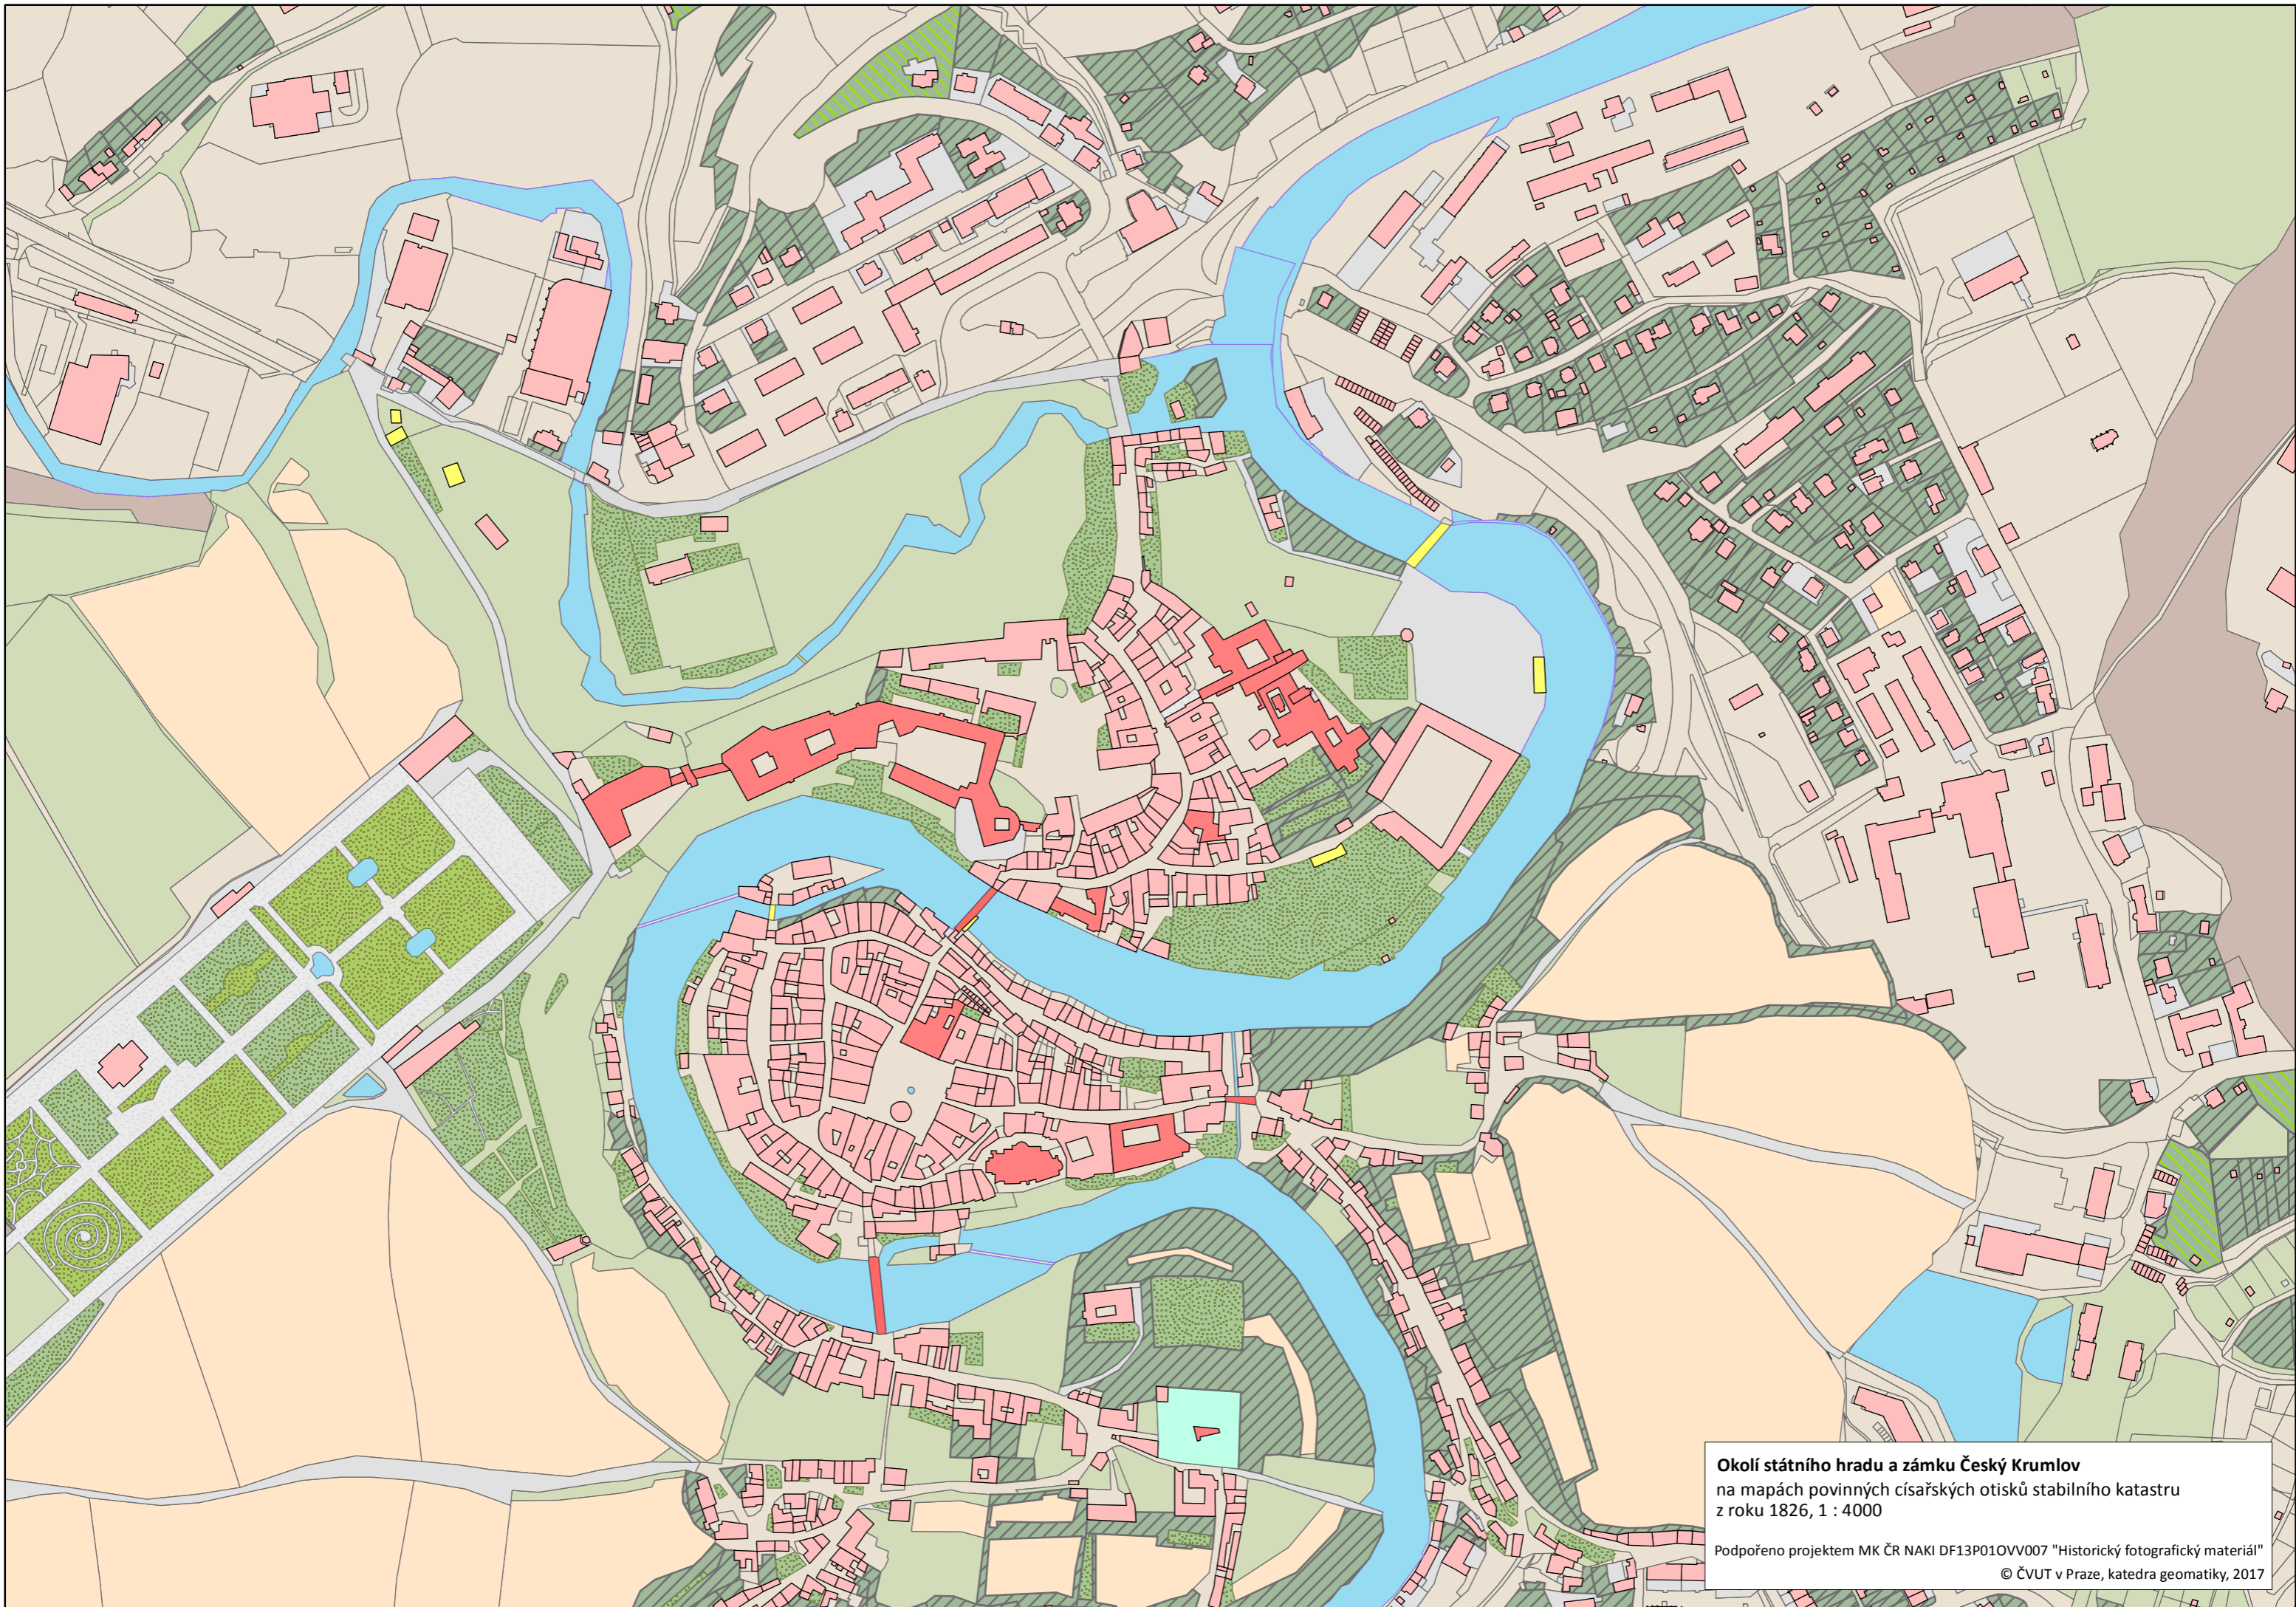 Okolí státního hradu a zámku Český Krumlov
na mapách povinných císařských otisků stabilního katastru
z roku 1826, 1 : 4000
Podpořeno projektem MK ČR NAKI DF13P01OVV007 "Historický fotografický materiál"
© ČVUT v Praze, katedra geomatiky, 2017